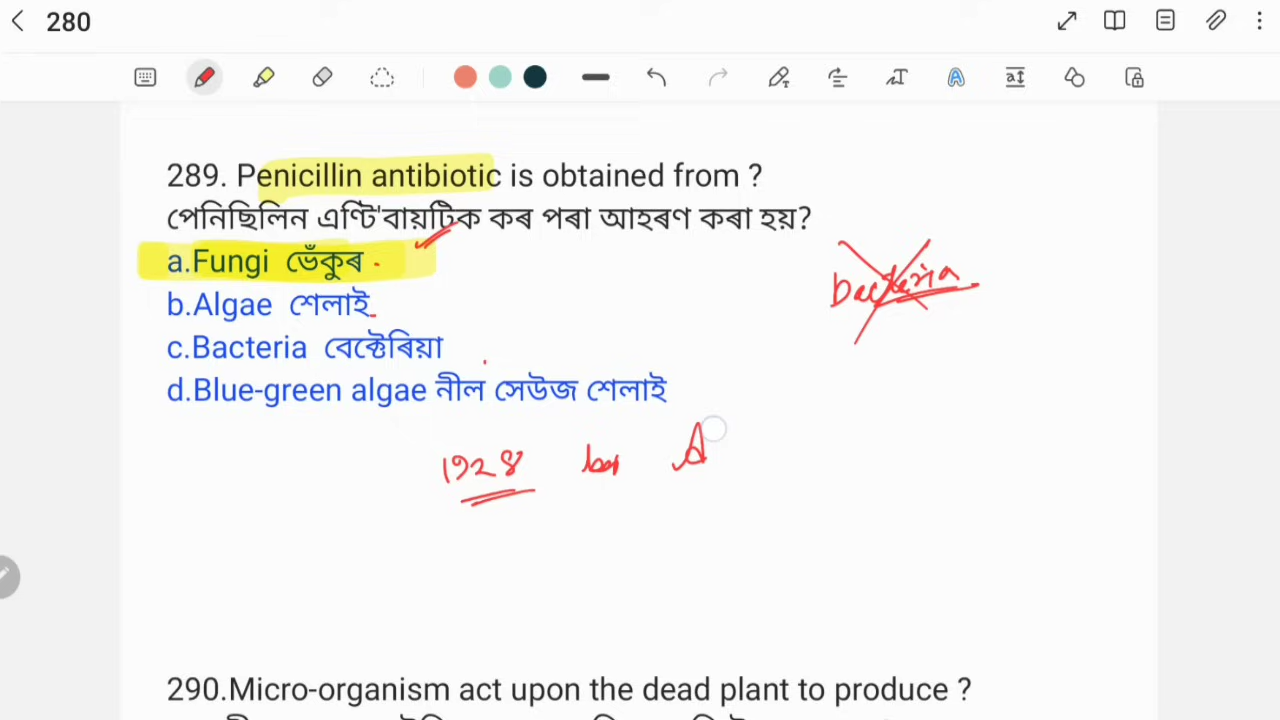 280
289. Penicillin antibiotic is obtained from ?
পেনিছিলিন এণ্টি'বায়টিক কৰ পৰা আহৰণ কৰা হয়?
a.Fungi ভেঁকুৰ
bacteria
b.Algae শেলাই
c.Bacteria বেক্টেৰিয়া
d.Blue-green algae নীল সেউজ শেলাই
1928 by A
290.Micro-organism act upon the dead plant to produce ?